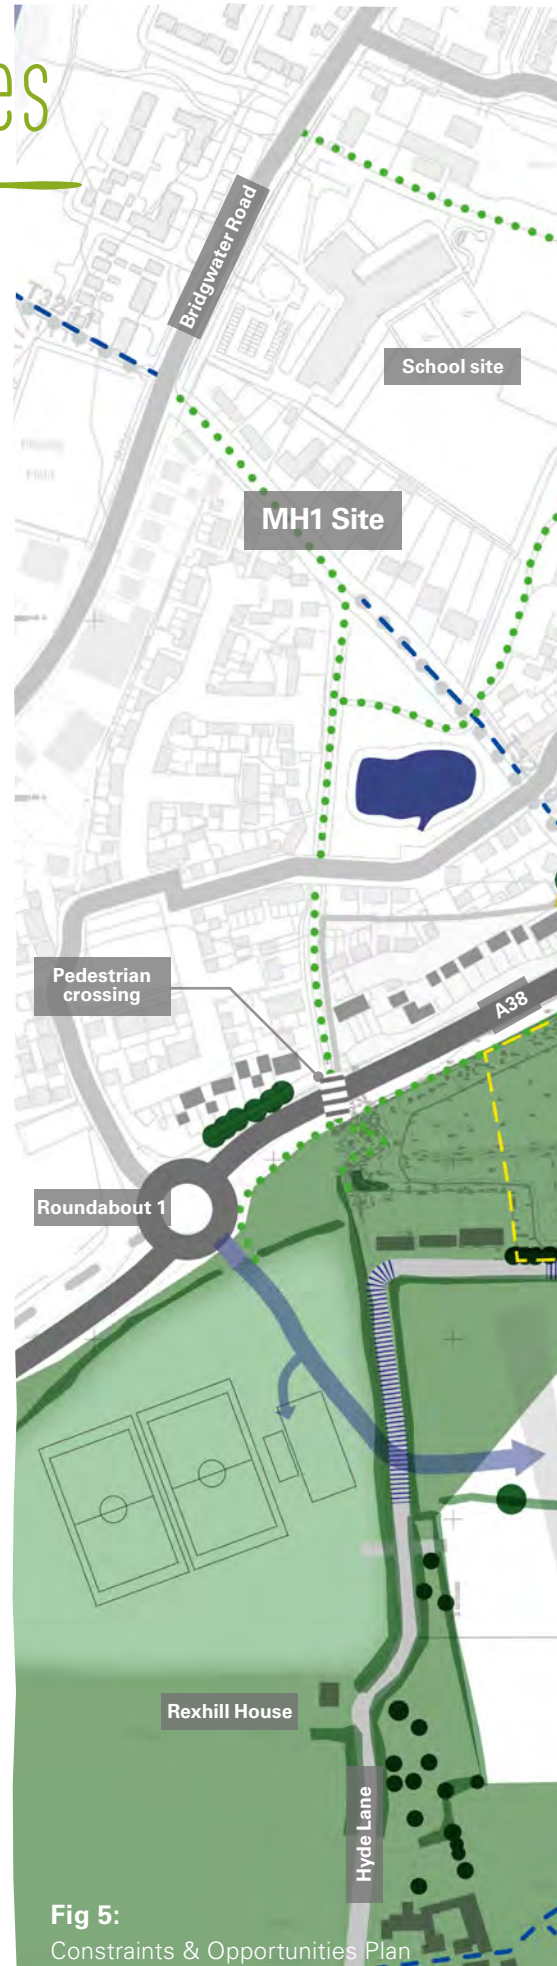 es
Bridgwater Road
School site
MH1 Site
Pedestrian
crossing
A38
Roundabout 1
Rexhill House
Hyde Lane
Fig 5:
Constraints & Opportunities Plan